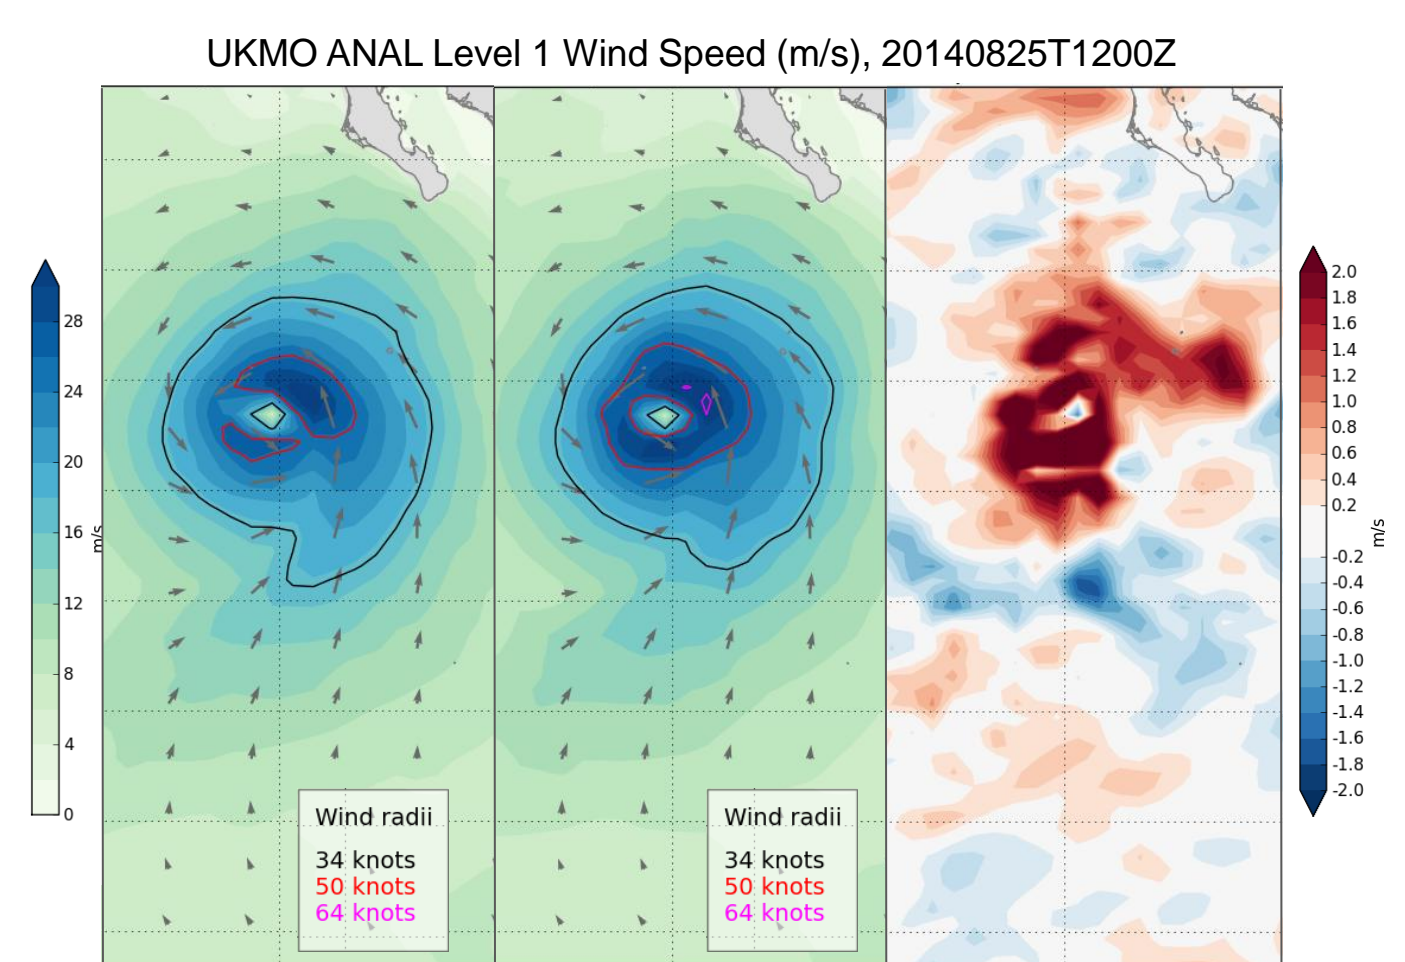 UKMO ANAL Level 1 Wind Speed (m/s), 20140825T1200Z
28
24
20
16
12
8
4
0
m/s
Wind radii
34 knots
50 knots
64 knots
Wind radii
34 knots
50 knots
64 knots
2.0
1.8
1.6
1.4
1.2
1.0
0.8
0.6
0.4
0.2
-0.2
-0.4
-0.6
-0.8
-1.0
-1.2
-1.4
-1.6
-1.8
-2.0
m/s